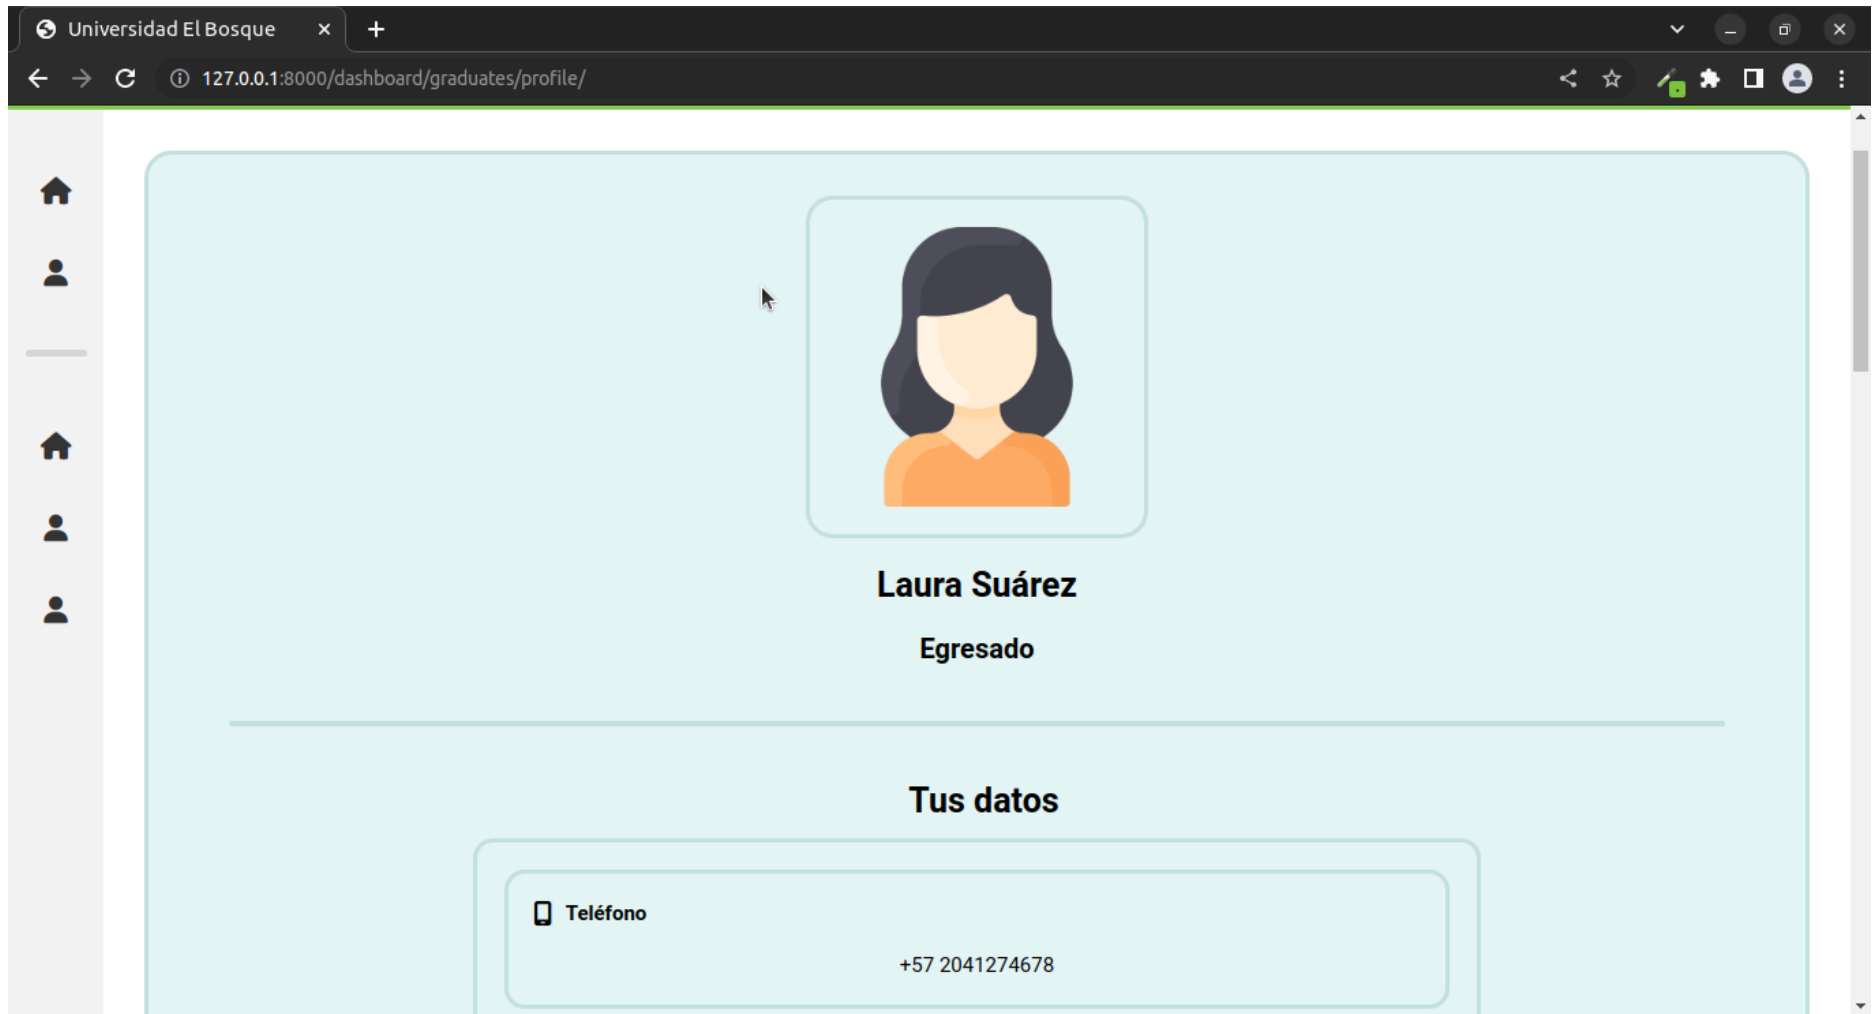 Universidad El Bosque
127.0.0.1:8000/dashboard/graduates/profile/
Laura Suárez
Egresado
Tus datos
Teléfono
+57 2041274678